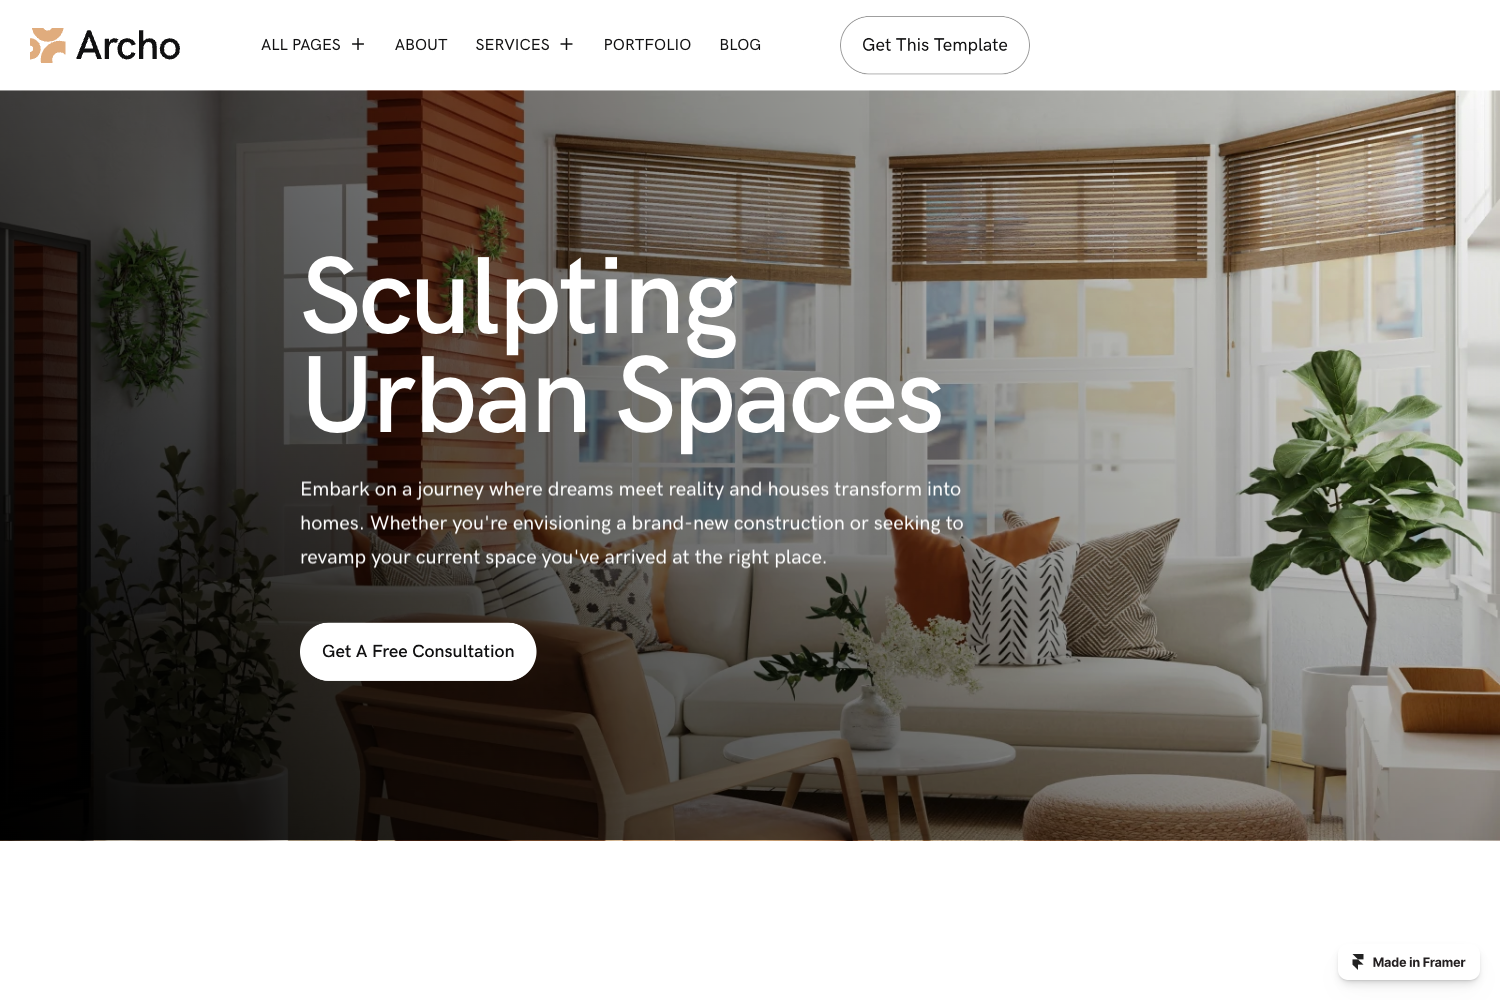 Archo
ALL PAGES
ABOUT
SERVICES
PORTFOLIO
BLOG
Get This Template
Sculpting
Urban Spaces
Embark on a journey where dreams meet reality and houses transform into
homes. Whether you're envisioning a brand-new construction or seeking to
revamp your current space you've arrived at the right place.
Get A Free Consultation
Made in Framer